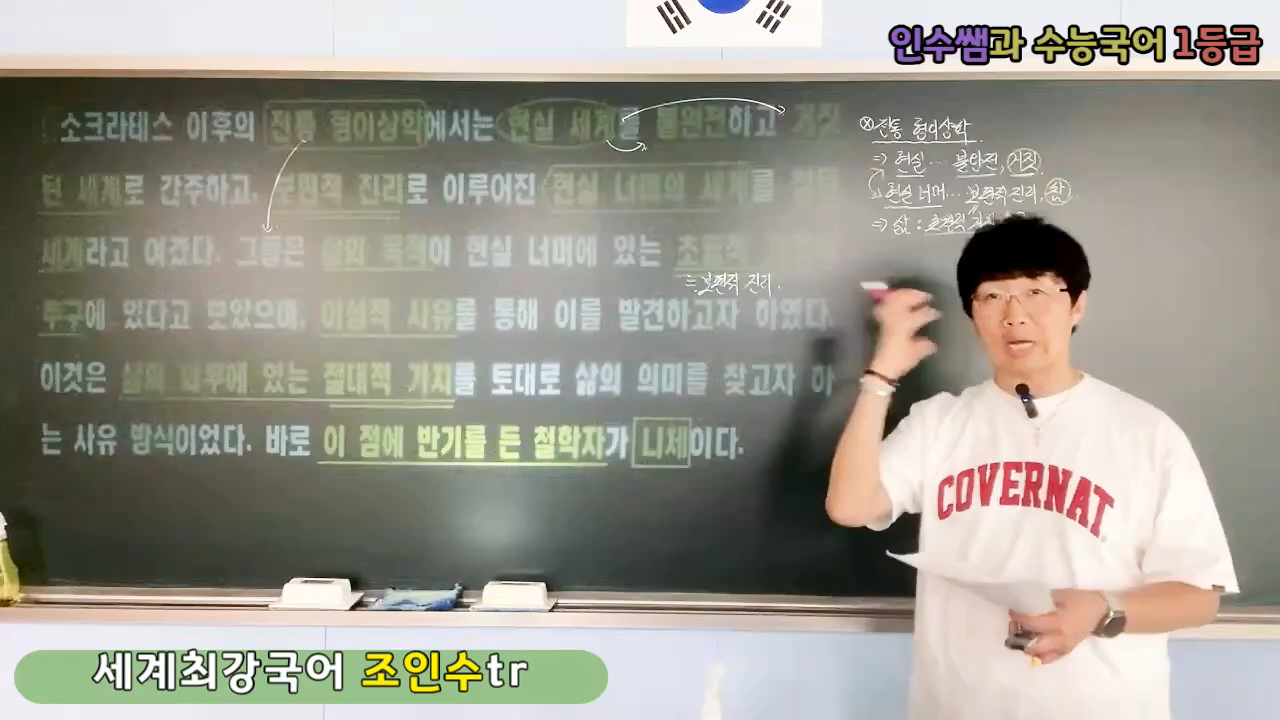 인수쌤과 수능국어 1등급
소크라테스 이후의 전통 형이상학에서는 현실 세계를 불완전하고 거짓
된 세계로 간주하고, 보편적 진리로 이루어진 현실 너머의 세계를
세계라고 여겼다. 그들은 삶의 목적이 현실 너머에 있는 초월적
추구에 있다고 보았으며, 이성적 사유를 통해 이를 발견하고자 하였다.
이것은 삶의 외부에 있는 절대적 가치를 토대로 삶의 의미를 찾고자 하
는 사유 방식이었다. 바로 이 점에 반기를 든 철학자가 니체이다.
= 보편적 진리.
전통 형이상학.
⇒ 현실 … 불완전, 거짓.
현실 너머 … 보편적 진리, 참.
⇒ 삶 :
COVERNAT
세계최강국어 조인수tr